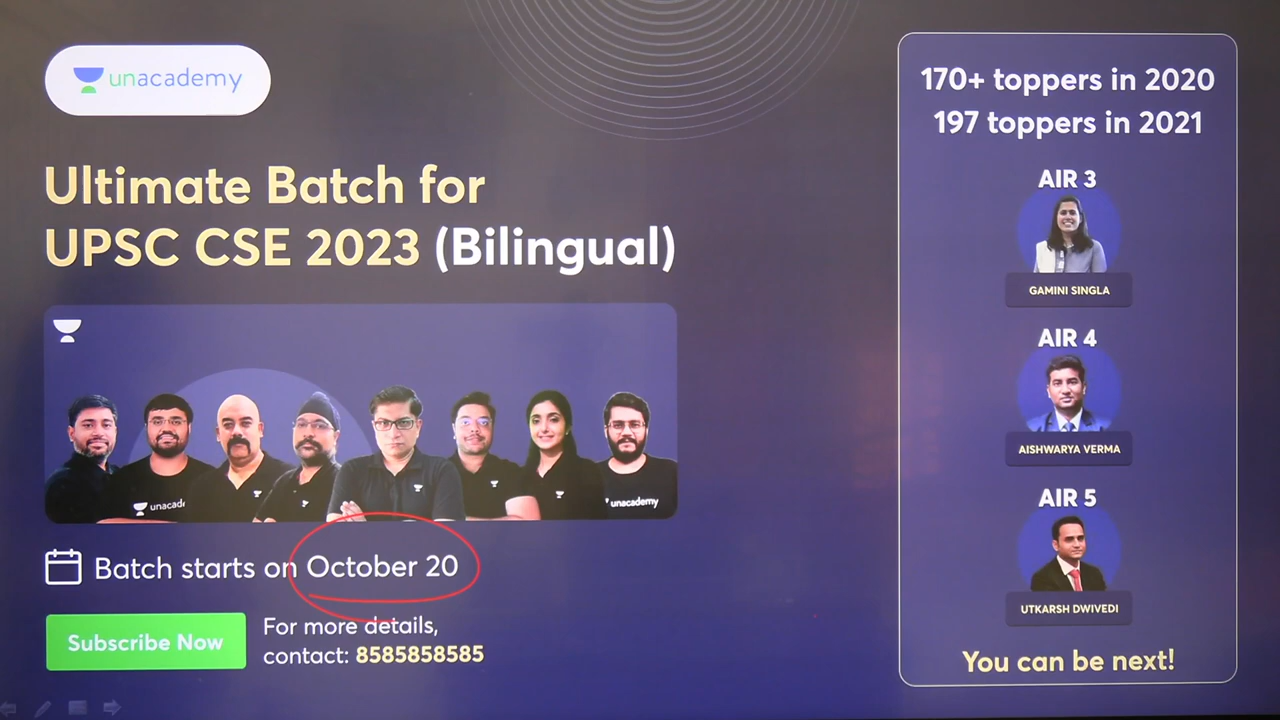 unacademy
Ultimate Batch for
UPSC CSE 2023 (Bilingual)
unacade
unacademy
Batch starts on October 20
Subscribe Now
For more details,
contact: 8585858585
170+ toppers in 2020
197 toppers in 2021
AIR 3
GAMINI SINGLA
AIR 4
AISHWARYA VERMA
AIR 5
UTKARSH DWIVEDI
You can be next!